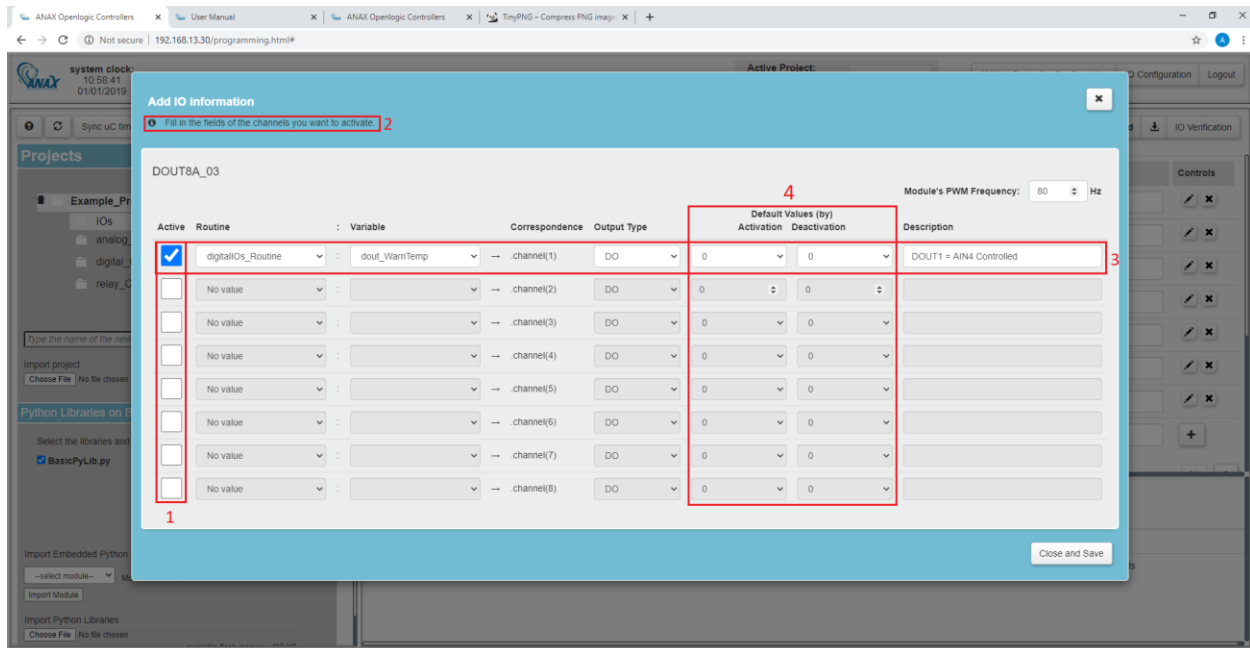 ANAX Openlogic Controllers
User Manual
ANAX Openlogic Controllers
TinyPNG – Compress PNG image
Not secure | 192.168.13.30/programming.html#
A
ANAX
system clock:
10:58:41
01/01/2019
Active Project:
IO Configuration
Logout
Sync uC tim
IO Verification
Add IO information
Fill in the fields of the channels you want to activate. 2
Projects
Controls
Example_Pr
IOs
analog_
digital_
relay_C
Type the name of the new
Import project
Choose File No file chosen
Python Libraries on B
Select the libraries and
BasicPyLib.py
Import Embedded Python
--select module-- Mo
Import Module
Import Python Libraries
Choose File No file chosen
DOUT8A_03
Module's PWM Frequency: 80 Hz
4
Default Values (by)
Active Routine : Variable Correspondence Output Type Activation Deactivation Description
digitalIOs_Routine : dout_WarnTemp → .channel(1) DO 0 0 DOUT1 = AIN4 Controlled 3
No value : → .channel(2) DO 0 0
No value : → .channel(3) DO 0 0
No value : → .channel(4) DO 0 0
No value : → .channel(5) DO 0 0
No value : → .channel(6) DO 0 0
No value : → .channel(7) DO 0 0
No value : → .channel(8) DO 0 0
1
Close and Save
ts